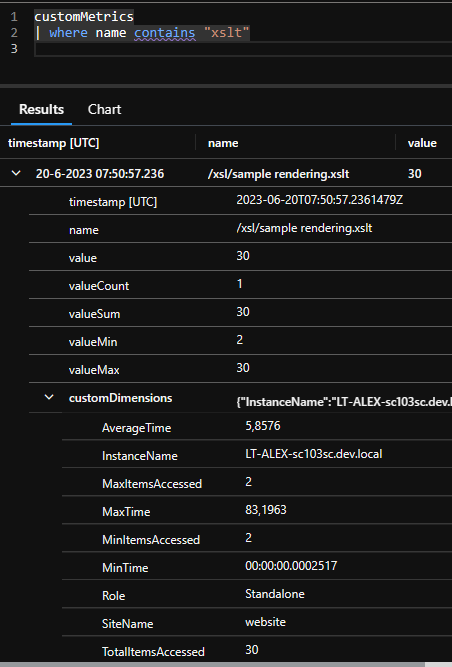 1 customMetrics
2 | where name contains "xslt"
3
Results Chart
timestamp [UTC] name value
20-6-2023 07:50:57.236 /xsl/sample rendering.xslt 30
timestamp [UTC] 2023-06-20T07:50:57.2361479Z
name /xsl/sample rendering.xslt
value 30
valueCount 1
valueSum 30
valueMin 2
valueMax 30
customDimensions {"InstanceName":"LT-ALEX-sc103sc.dev.l
AverageTime 5,8576
InstanceName LT-ALEX-sc103sc.dev.local
MaxItemsAccessed 2
MaxTime 83,1963
MinItemsAccessed 2
MinTime 00:00:00.0002517
Role Standalone
SiteName website
TotalItemsAccessed 30